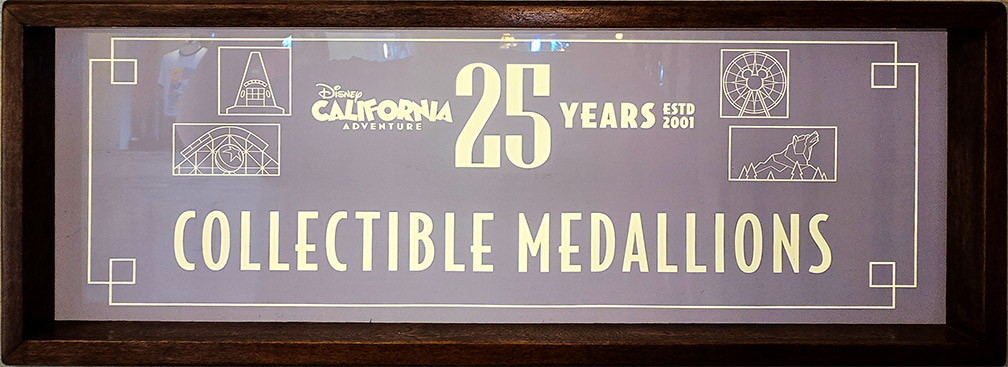 Disney
CALIFORNIA
ADVENTURE
25 YEARS
ESTD
2001
COLLECTIBLE MEDALLIONS